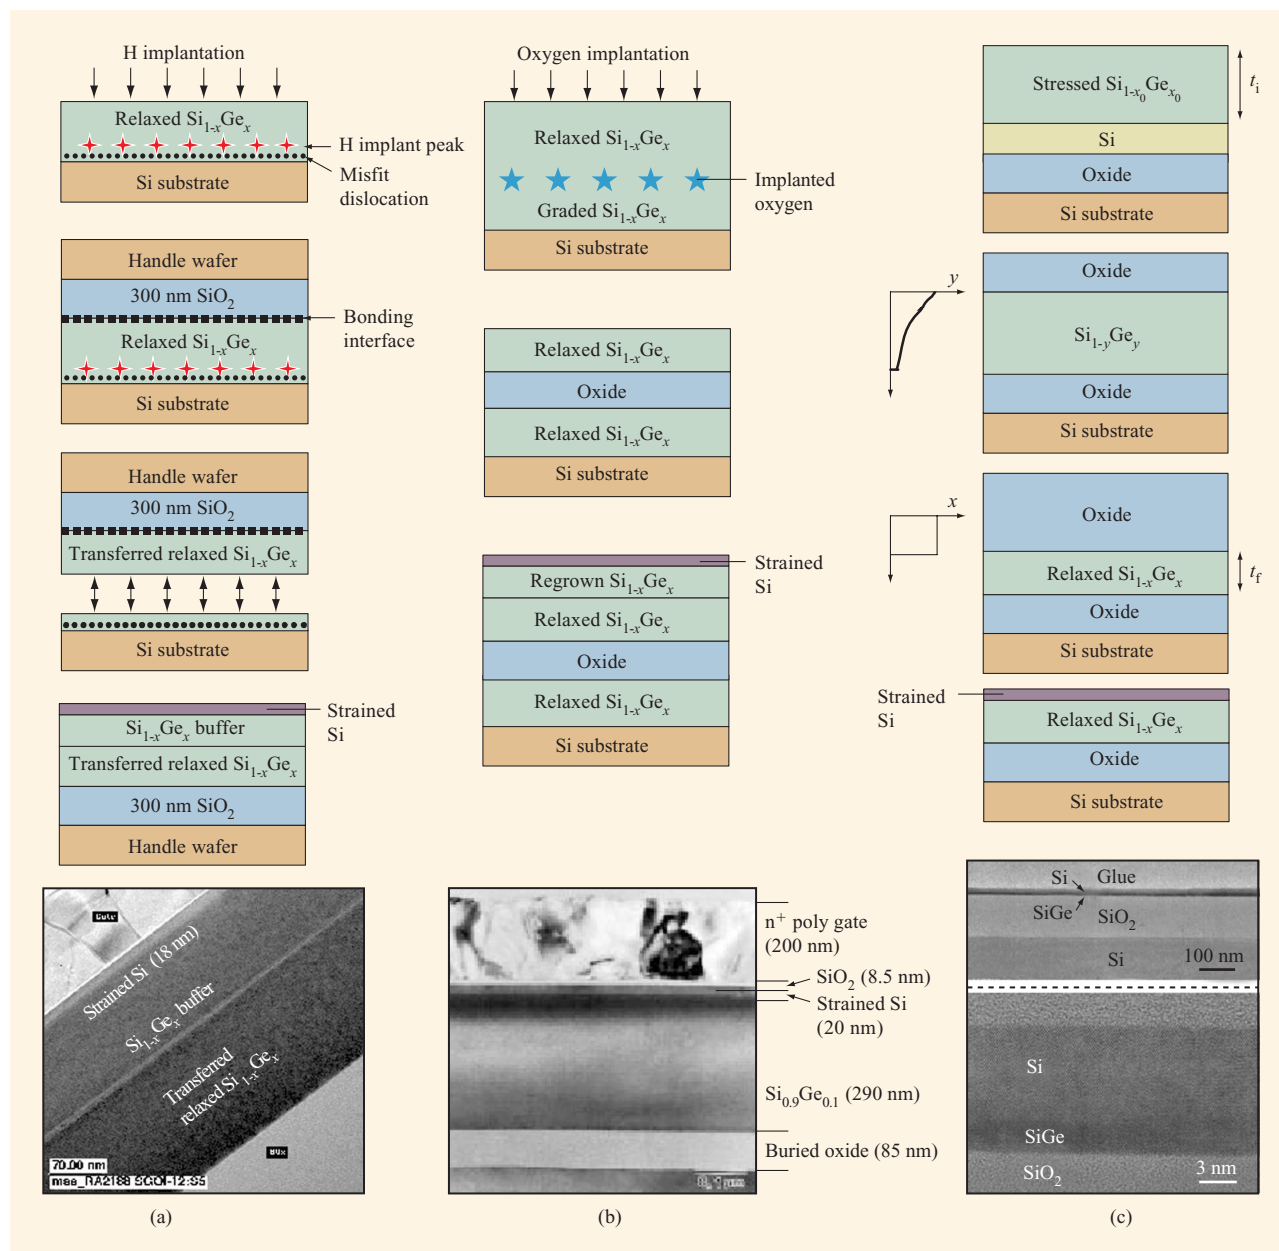 H implantation
Relaxed Si1-xGex
H implant peak
Misfit
dislocation
Si substrate
Handle wafer
300 nm SiO2
Bonding
interface
Relaxed Si1-xGex
Si substrate
Handle wafer
300 nm SiO2
Transferred relaxed Si1-xGex
Si substrate
Strained
Si
Si1-xGex buffer
Transferred relaxed Si1-xGex
300 nm SiO2
Handle wafer
Gate
Strained Si (18 nm)
Si1-xGex buffer
Transferred
relaxed Si1-xGex
BOX
70.00 nm
(a)
Oxygen implantation
Relaxed Si1-xGex
Implanted
oxygen
Graded Si1-xGex
Si substrate
Relaxed Si1-xGex
Oxide
Relaxed Si1-xGex
Si substrate
Strained
Si
Regrown Si1-xGex
Relaxed Si1-xGex
Oxide
Relaxed Si1-xGex
Si substrate
n+ poly gate
(200 nm)
SiO2 (8.5 nm)
Strained Si
(20 nm)
Si0.9Ge0.1 (290 nm)
Buried oxide (85 nm)
0.1 μm
(b)
Stressed Si1-x0Gex0
ti
Si
Oxide
Si substrate
Oxide
y
Si1-yGey
Oxide
Si substrate
x
Oxide
Relaxed Si1-xGex
tf
Oxide
Si substrate
Strained
Si
Relaxed Si1-xGex
Oxide
Si substrate
Si
Glue
SiGe
SiO2
Si
100 nm
Si
SiGe
SiO2
3 nm
(c)